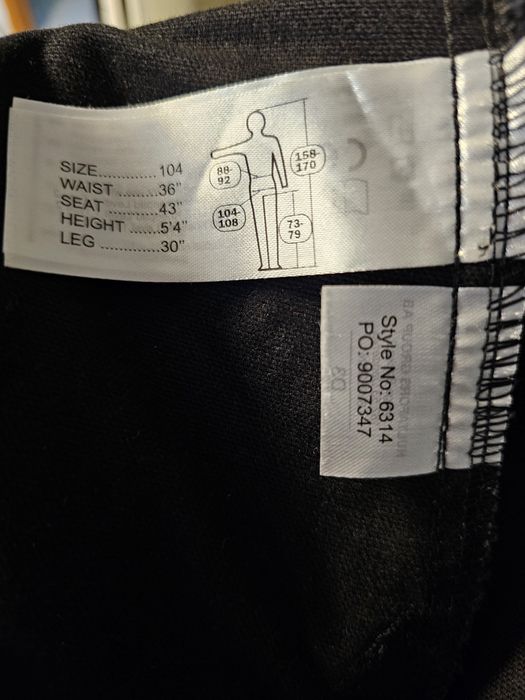 SIZE.............104
WAIST .........36"
SEAT ...........43"
HEIGHT .......5'4"
LEG .............30"
88-
92
158-
170
104-
108
73-
79
Style No: 6314
PO: 9007347